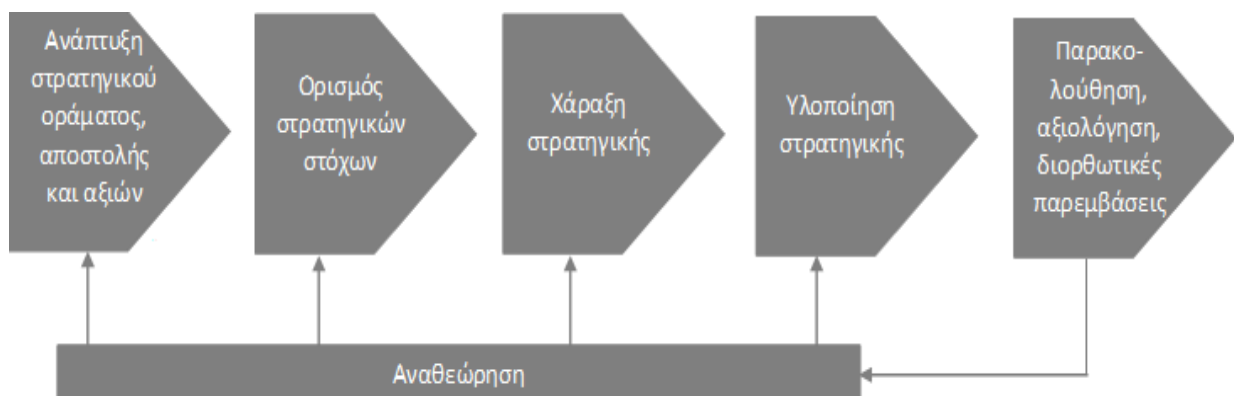 Ανάπτυξη
στρατηγικού
οράματος,
αποστολής
και αξιών
Ορισμός
στρατηγικών
στόχων
Χάραξη
στρατηγικής
Υλοποίηση
στρατηγικής
Παρακο-
λούθηση,
αξιολόγηση,
διορθωτικές
παρεμβάσεις
Αναθεώρηση